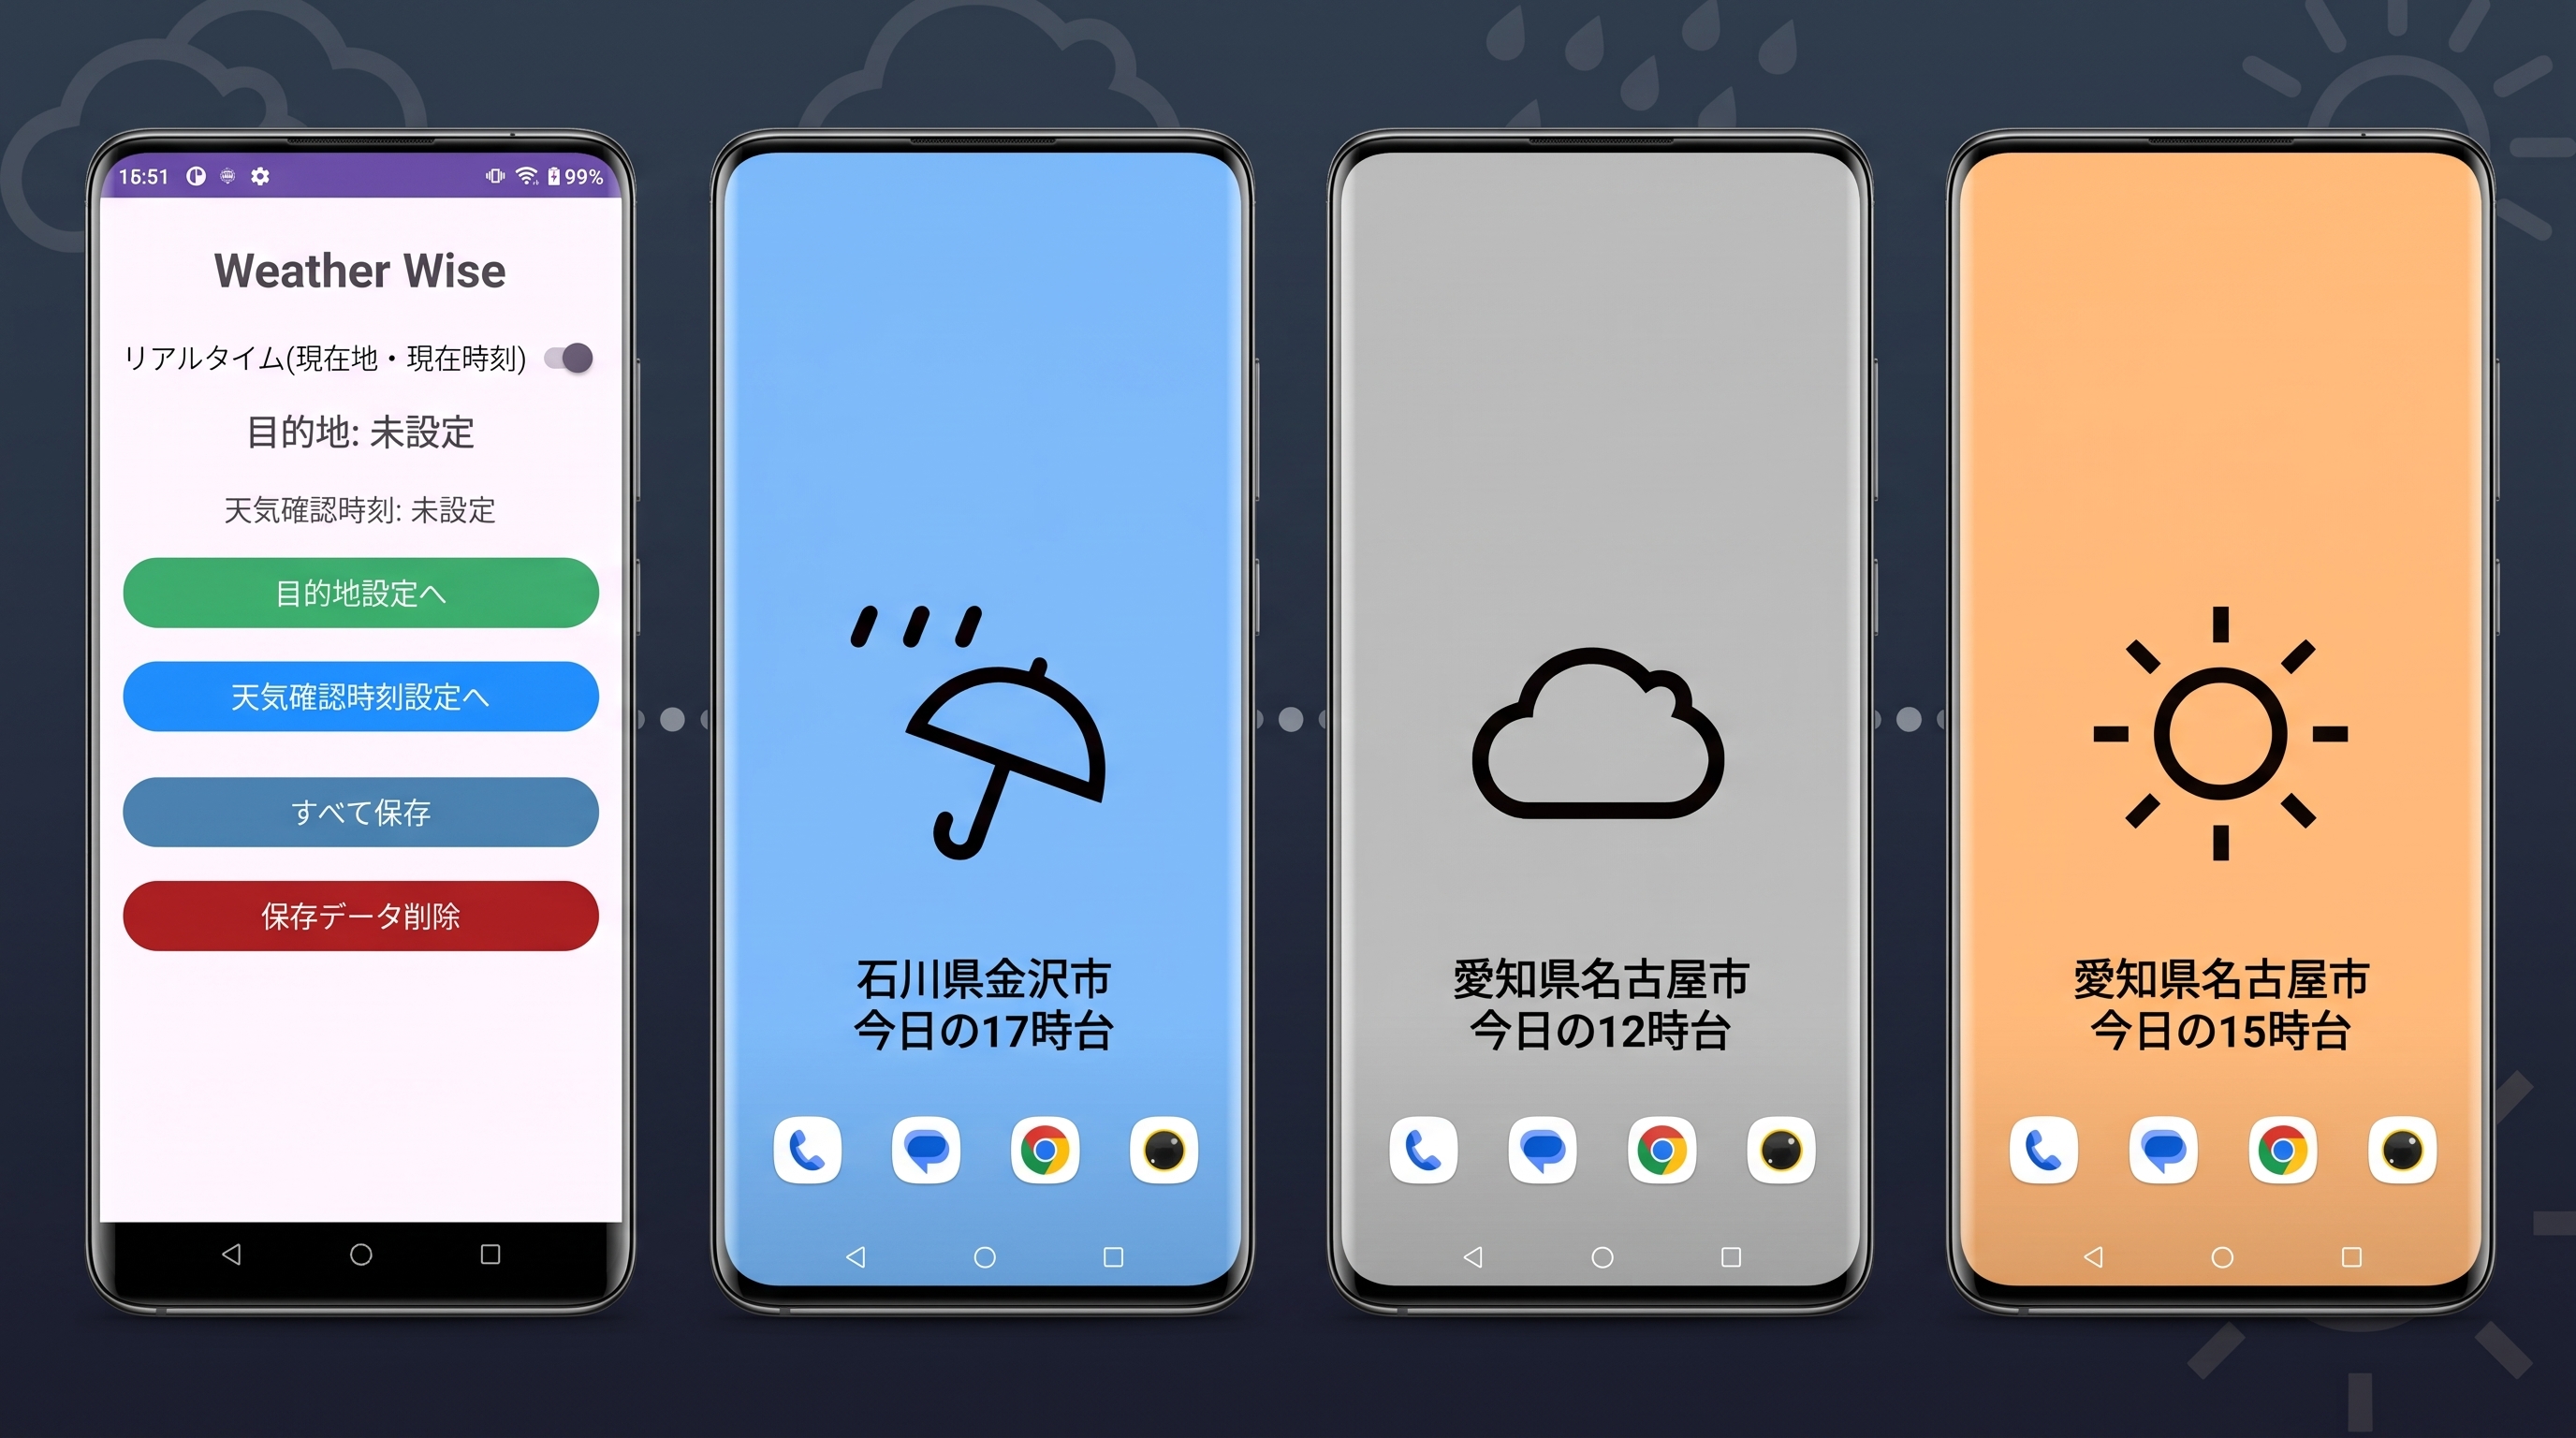 15:51
99%
Weather Wise
リアルタイム(現在地・現在時刻)
目的地: 未設定
天気確認時刻: 未設定
目的地設定へ
天気確認時刻設定へ
すべて保存
保存データ削除
石川県金沢市
今日の17時台
愛知県名古屋市
今日の12時台
愛知県名古屋市
今日の15時台